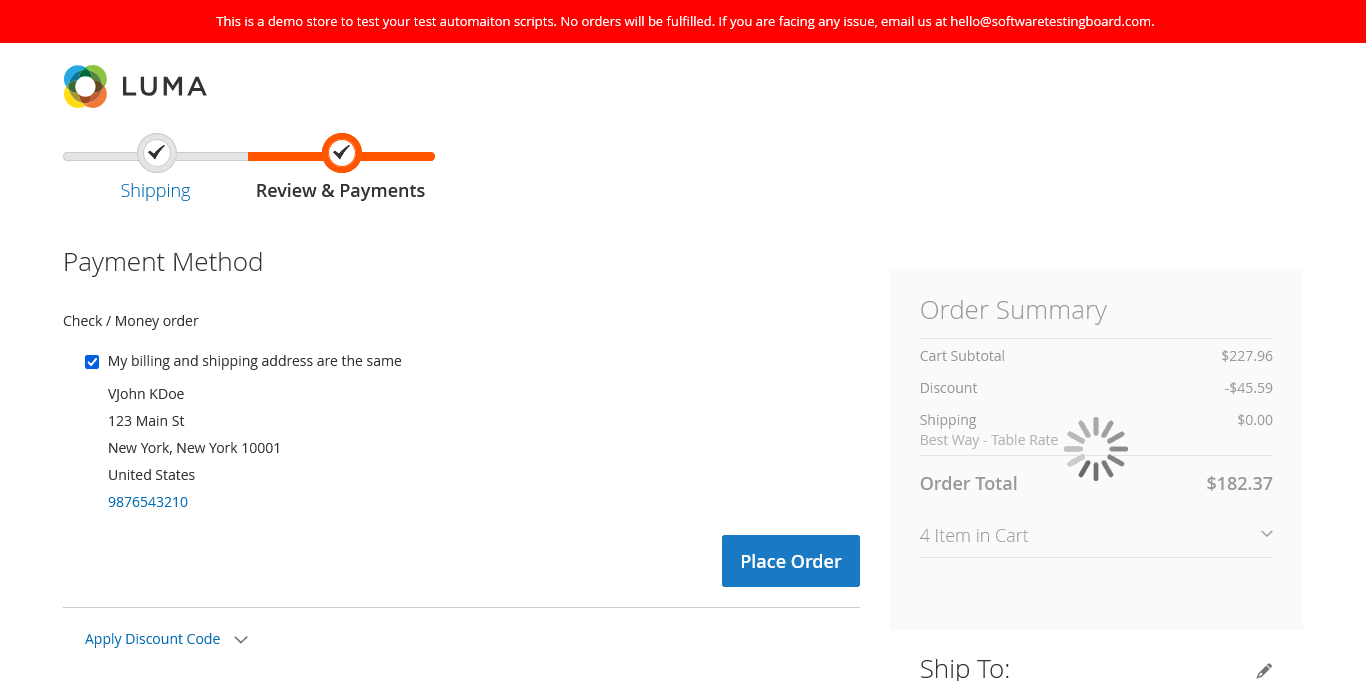 This is a demo store to test your test automaiton scripts. No orders will be fulfilled. If you are facing any issue, email us at hello@softwaretestingboard.com.
LUMA
Shipping
Review & Payments
Payment Method
Check / Money order
My billing and shipping address are the same
VJohn KDoe
123 Main St
New York, New York 10001
United States
9876543210
Place Order
Apply Discount Code
Order Summary
Cart Subtotal $227.96
Discount -$45.59
Shipping $0.00
Best Way - Table Rate
Order Total $182.37
4 Item in Cart
Ship To: